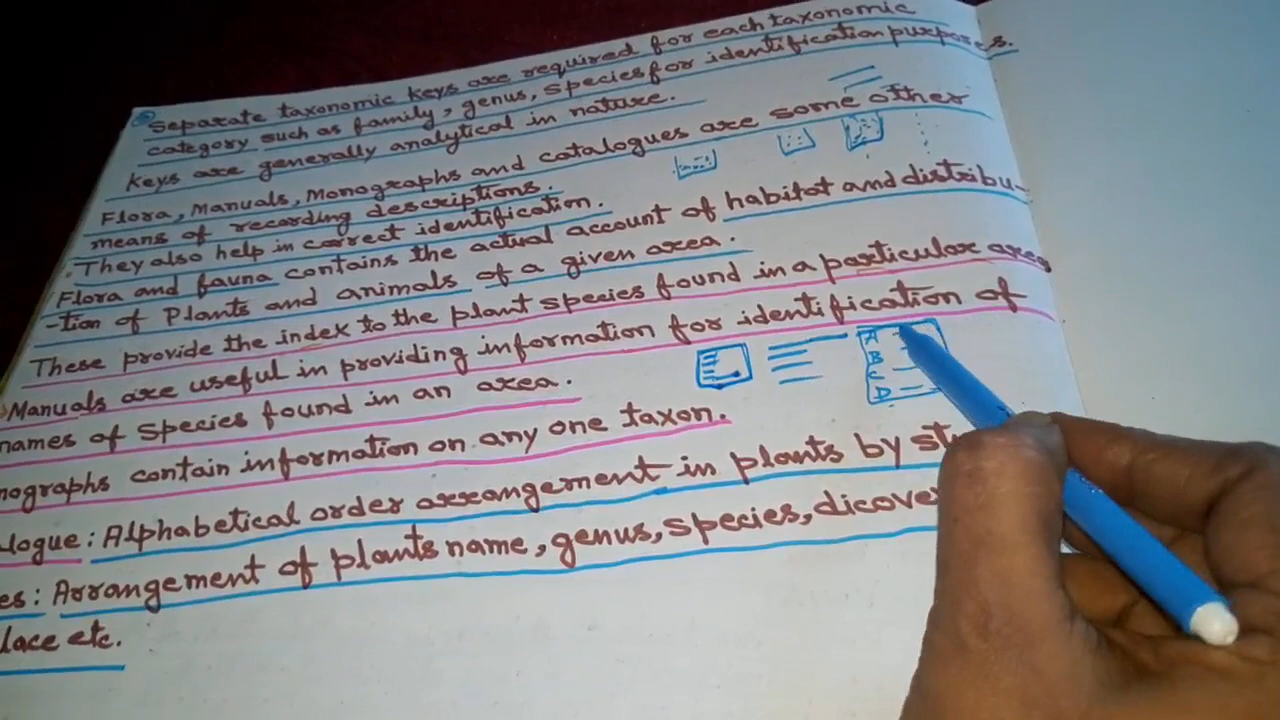 Separate taxonomic keys are required for each taxonomic
category such as family, genus, species for identification purposes.
Keys are generally analytical in nature.
Flora, Manuals, Monographs and catalogues are some other
means of recording descriptions.
They also help in correct identification.
Flora and fauna contains the actual account of habitat and distribu-
-tion of Plants and animals of a given area.
These provide the index to the plant species found in a particular area
Manuals are useful in providing information for identification of
names of species found in an area.
nographs contain information on any one taxon.
logue: Alphabetical order arrangement in plants by st
es: Arrangement of plants name, genus, species, dicover
lace etc.
A
B
C
D